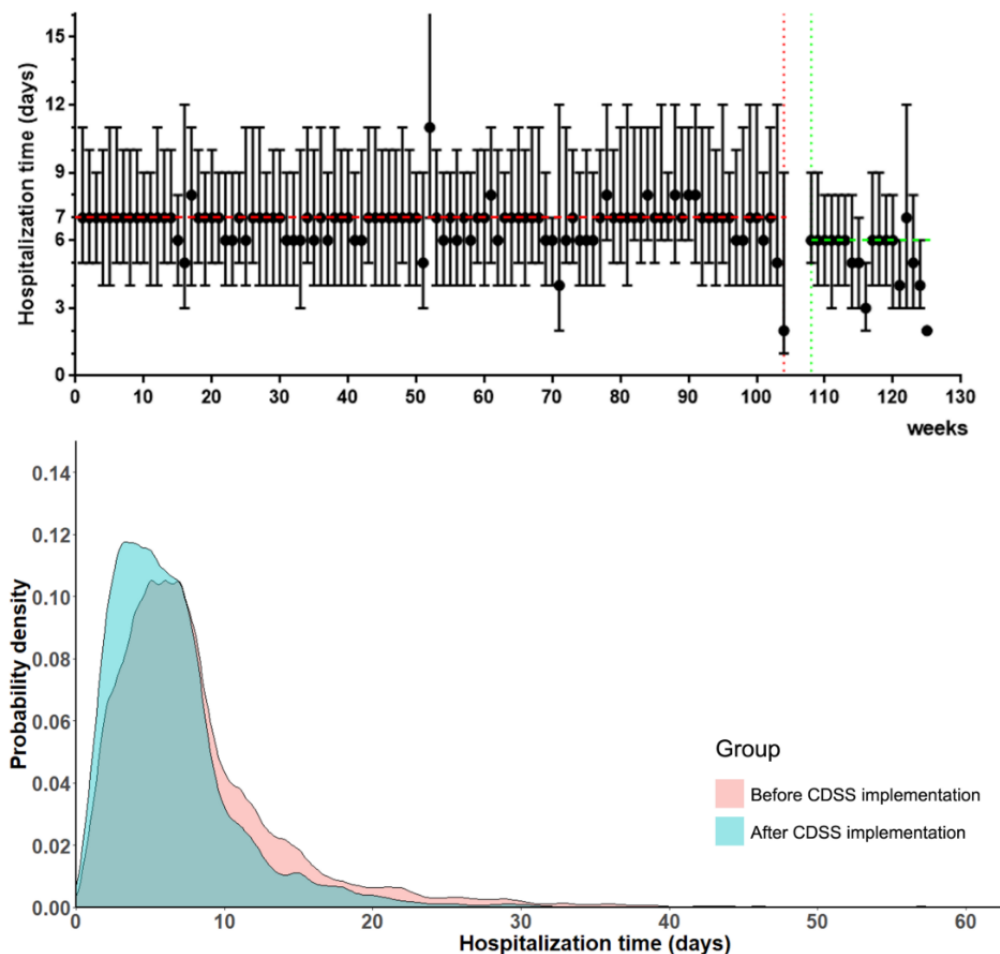 Hospitalization time (days)
15
12
9
7
6
3
0
0 10 20 30 40 50 60 70 80 90 100 110 120 130
weeks
Probability density
0.14
0.12
0.10
0.08
0.06
0.04
0.02
0.00
Group
Before CDSS implementation
After CDSS implementation
0 10 20 30 40 50 60
Hospitalization time (days)